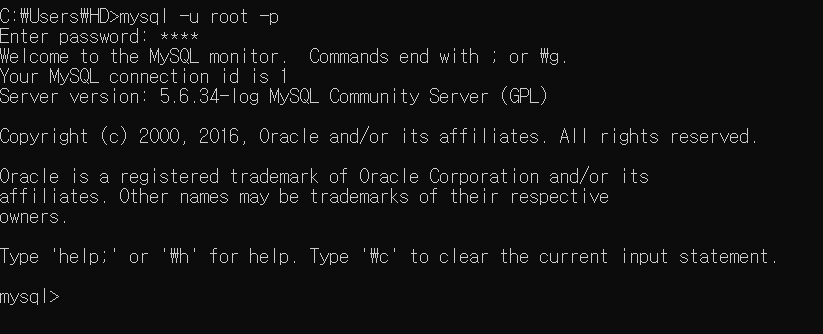 C:₩Users₩HD>mysql -u root -p
Enter password: ****
Welcome to the MySQL monitor.  Commands end with ; or ₩g.
Your MySQL connection id is 1
Server version: 5.6.34-log MySQL Community Server (GPL)

Copyright (c) 2000, 2016, Oracle and/or its affiliates. All rights reserved.

Oracle is a registered trademark of Oracle Corporation and/or its
affiliates. Other names may be trademarks of their respective
owners.

Type 'help;' or '₩h' for help. Type '₩c' to clear the current input statement.

mysql>